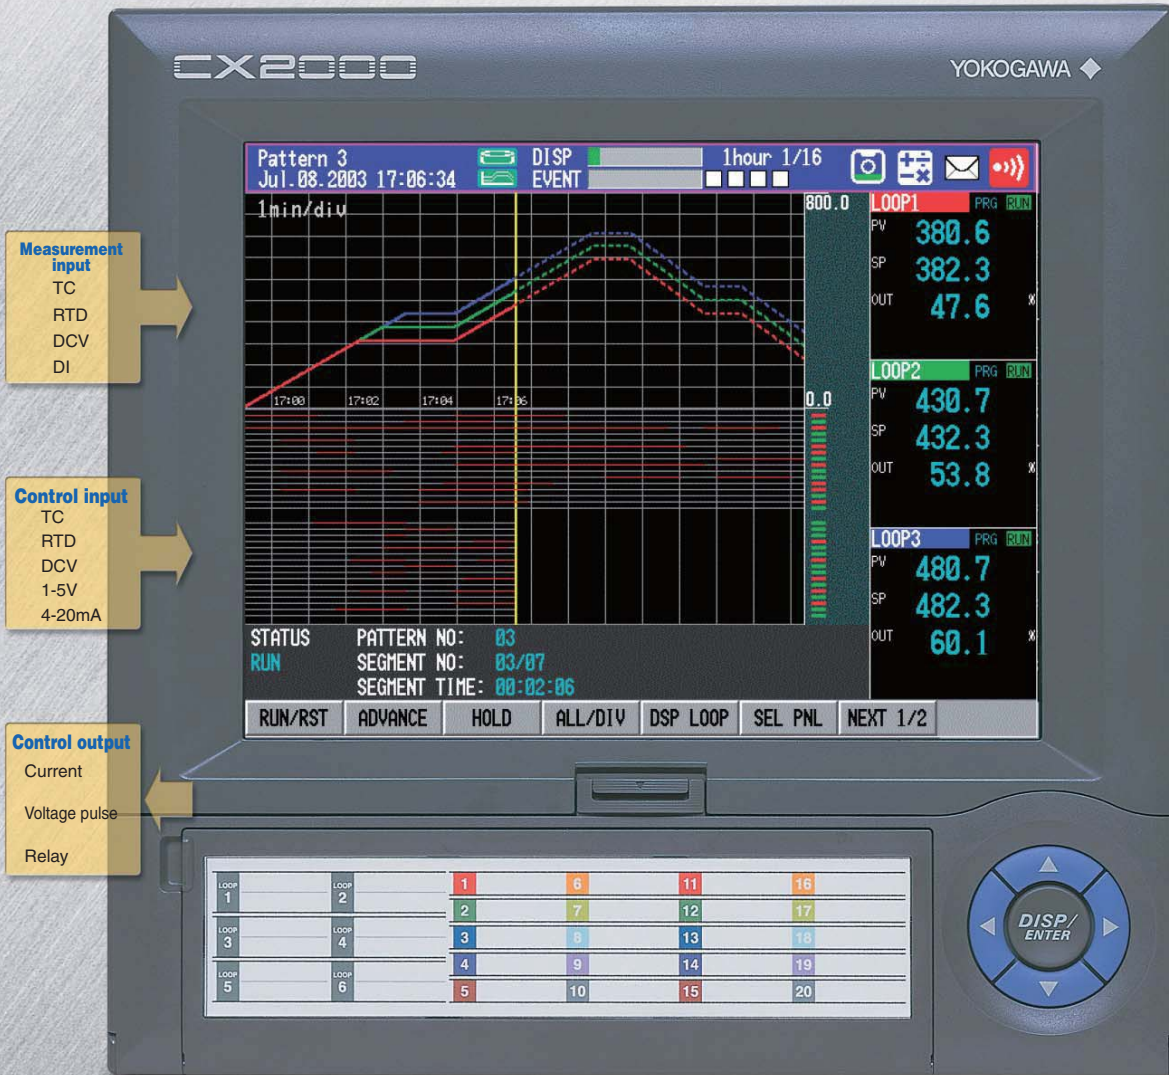 CX2000
YOKOGAWA
Pattern 3
Jul.08.2003 17:06:34
DISP
EVENT
1hour 1/16
1min/div
800.0
0.0
17:00
17:02
17:04
17:06
LOOP1 PRG RUN
PV 380.6
SP 382.3
OUT 47.6 %
LOOP2 PRG RUN
PV 430.7
SP 432.3
OUT 53.8 %
LOOP3 PRG RUN
PV 480.7
SP 482.3
OUT 60.1 %
STATUS
RUN
PATTERN NO: 03
SEGMENT NO: 03/07
SEGMENT TIME: 00:02:06
RUN/RST
ADVANCE
HOLD
ALL/DIV
DSP LOOP
SEL PNL
NEXT 1/2
Measurement
input
TC
RTD
DCV
DI
Control input
TC
RTD
DCV
1-5V
4-20mA
Control output
Current
Voltage pulse
Relay
LOOP
1
LOOP
2
LOOP
3
LOOP
4
LOOP
5
LOOP
6
1 6 11 16
2 7 12 17
3 8 13 18
4 9 14 19
5 10 15 20
DISP/
ENTER